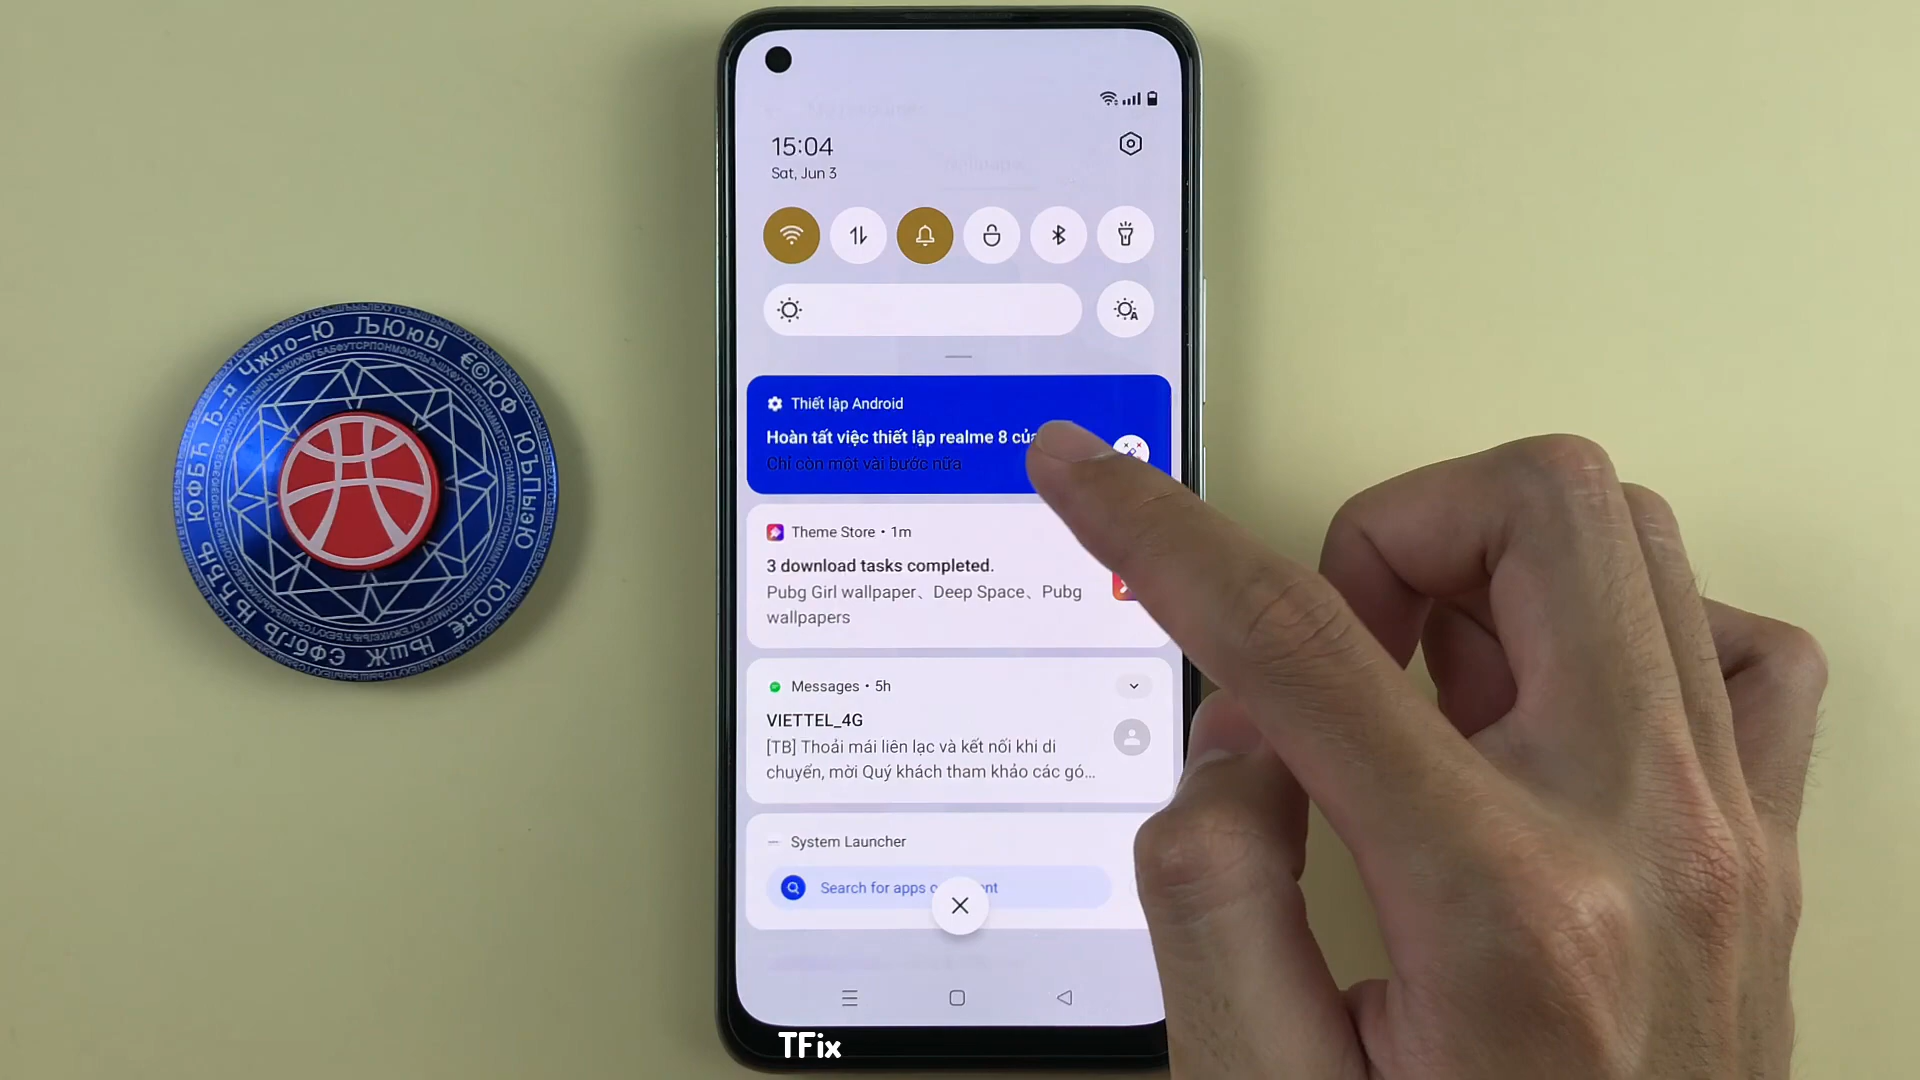 15:04
Sat, Jun 3
Thiết lập Android
Hoàn tất việc thiết lập realme 8 của
Chỉ còn một vài bước nữa
Theme Store • 1m
3 download tasks completed.
Pubg Girl wallpaper、Deep Space、Pubg
wallpapers
Messages • 5h
VIETTEL_4G
[TB] Thoải mái liên lạc và kết nối khi di
chuyển, mời Quý khách tham khảo các gó...
System Launcher
Search for apps
TFix